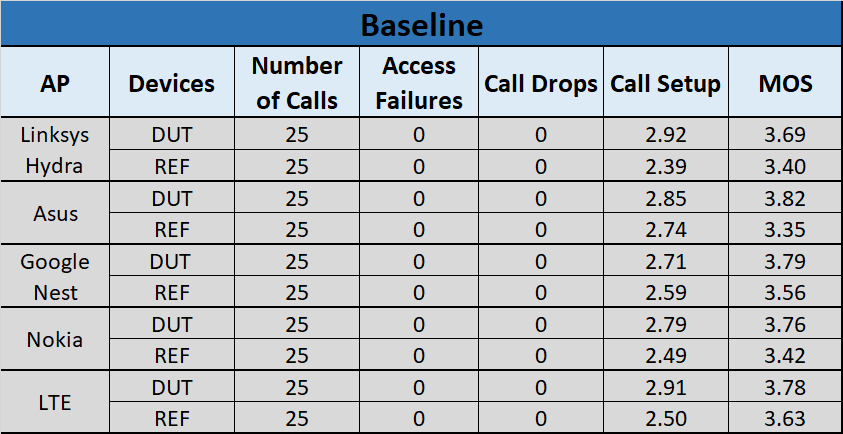 Baseline
AP Devices Number of Calls Access Failures Call Drops Call Setup MOS
Linksys Hydra DUT 25 0 0 2.92 3.69
REF 25 0 0 2.39 3.40
Asus DUT 25 0 0 2.85 3.82
REF 25 0 0 2.74 3.35
Google Nest DUT 25 0 0 2.71 3.79
REF 25 0 0 2.59 3.56
Nokia DUT 25 0 0 2.79 3.76
REF 25 0 0 2.49 3.42
LTE DUT 25 0 0 2.91 3.78
REF 25 0 0 2.50 3.63